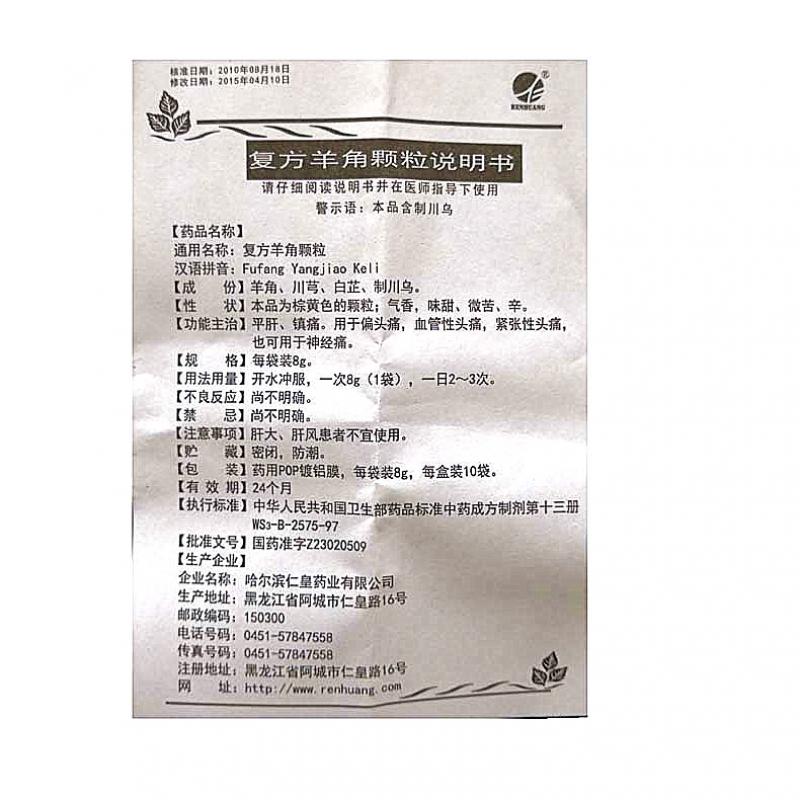 核准日期：2010年08月18日
修改日期：2015年04月10日
®
RENHUANG
复方羊角颗粒说明书
请仔细阅读说明书并在医师指导下使用
警示语：本品含制川乌
【药品名称】
通用名称：复方羊角颗粒
汉语拼音：Fufang Yangjiao Keli
【成 份】羊角、川芎、白芷、制川乌。
【性 状】本品为棕黄色的颗粒；气香，味甜、微苦、辛。
【功能主治】平肝、镇痛。用于偏头痛，血管性头痛，紧张性头痛，
也可用于神经痛。
【规 格】每袋装8g。
【用法用量】开水冲服，一次8g（1袋），一日2～3次。
【不良反应】尚不明确。
【禁 忌】尚不明确。
【注意事项】肝大、肝风患者不宜使用。
【贮 藏】密闭，防潮。
【包 装】药用POP镀铝膜，每袋装8g，每盒装10袋。
【有 效 期】24个月
【执行标准】中华人民共和国卫生部药品标准中药成方制剂第十三册
WS3-B-2575-97
【批准文号】国药准字Z23020509
【生产企业】
企业名称：哈尔滨仁皇药业有限公司
生产地址：黑龙江省阿城市仁皇路16号
邮政编码：150300
电话号码：0451-57847558
传真号码：0451-57847558
注册地址：黑龙江省阿城市仁皇路16号
网 址：http://www.renhuang.com